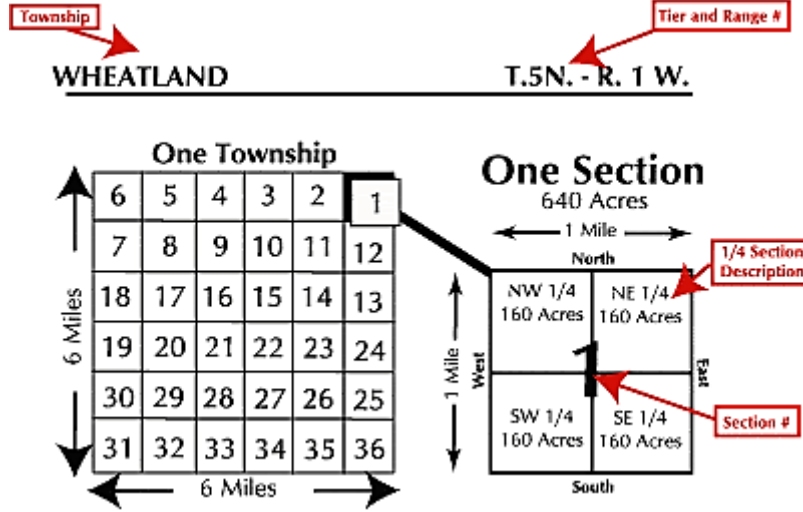 Township
Tier and Range #
WHEATLAND
T.5N. - R. 1 W.
One Township
6 5 4 3 2 1
7 8 9 10 11 12
18 17 16 15 14 13
19 20 21 22 23 24
30 29 28 27 26 25
31 32 33 34 35 36
6 Miles
6 Miles
One Section
640 Acres
1 Mile
North
1/4 Section
Description
NW 1/4
160 Acres
NE 1/4
160 Acres
1 Mile
West
1
East
SW 1/4
160 Acres
SE 1/4
160 Acres
Section #
South